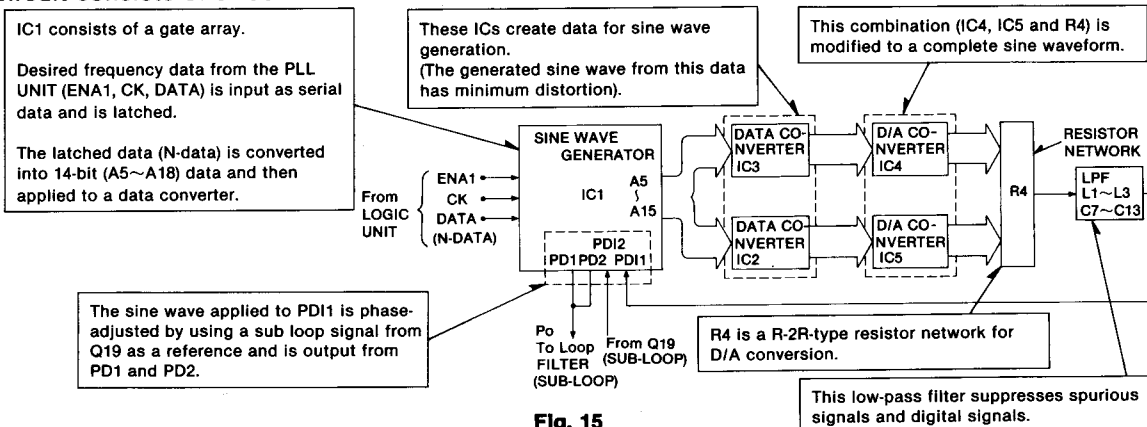 IC1 consists of a gate array.
Desired frequency data from the PLL
UNIT (ENA1, CK, DATA) is input as serial
data and is latched.
The latched data (N-data) is converted
into 14-bit (A5~A18) data and then
applied to a data converter.
These ICs create data for sine wave
generation.
(The generated sine wave from this data
has minimum distortion).
This combination (IC4, IC5 and R4) is
modified to a complete sine waveform.
SINE WAVE
GENERATOR
IC1
A5
~
A15
From
LOGIC
UNIT
ENA1
CK
DATA
(N-DATA)
PDI2
PD1 PD2 PDI1
DATA CO-
NVERTER
IC3
D/A CO-
NVERTER
IC4
DATA CO-
NVERTER
IC2
D/A CO-
NVERTER
IC5
R4
RESISTOR
NETWORK
LPF
L1~L3
C7~C13
The sine wave applied to PDI1 is phase-
adjusted by using a sub loop signal from
Q19 as a reference and is output from
PD1 and PD2.
Po
To Loop
FILTER
(SUB-LOOP)
From Q19
(SUB-LOOP)
R4 is a R-2R-type resistor network for
D/A conversion.
This low-pass filter suppresses spurious
signals and digital signals.
Fig. 15